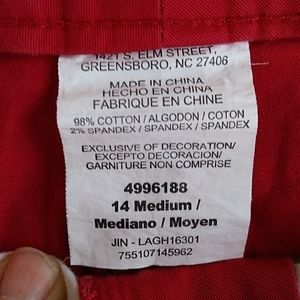 1421 S. ELM STREET,
GREENSBORO, NC 27406
MADE IN CHINA
HECHO EN CHINA
FABRIQUE EN CHINE
98% COTTON / ALGODON / COTON
2% SPANDEX / SPANDEX / SPANDEX
EXCLUSIVE OF DECORATION/
EXCEPTO DECORACION/
GARNITURE NON COMPRISE
4996188
14 Medium /
Mediano / Moyen
JIN - LAGH16301
755107145962